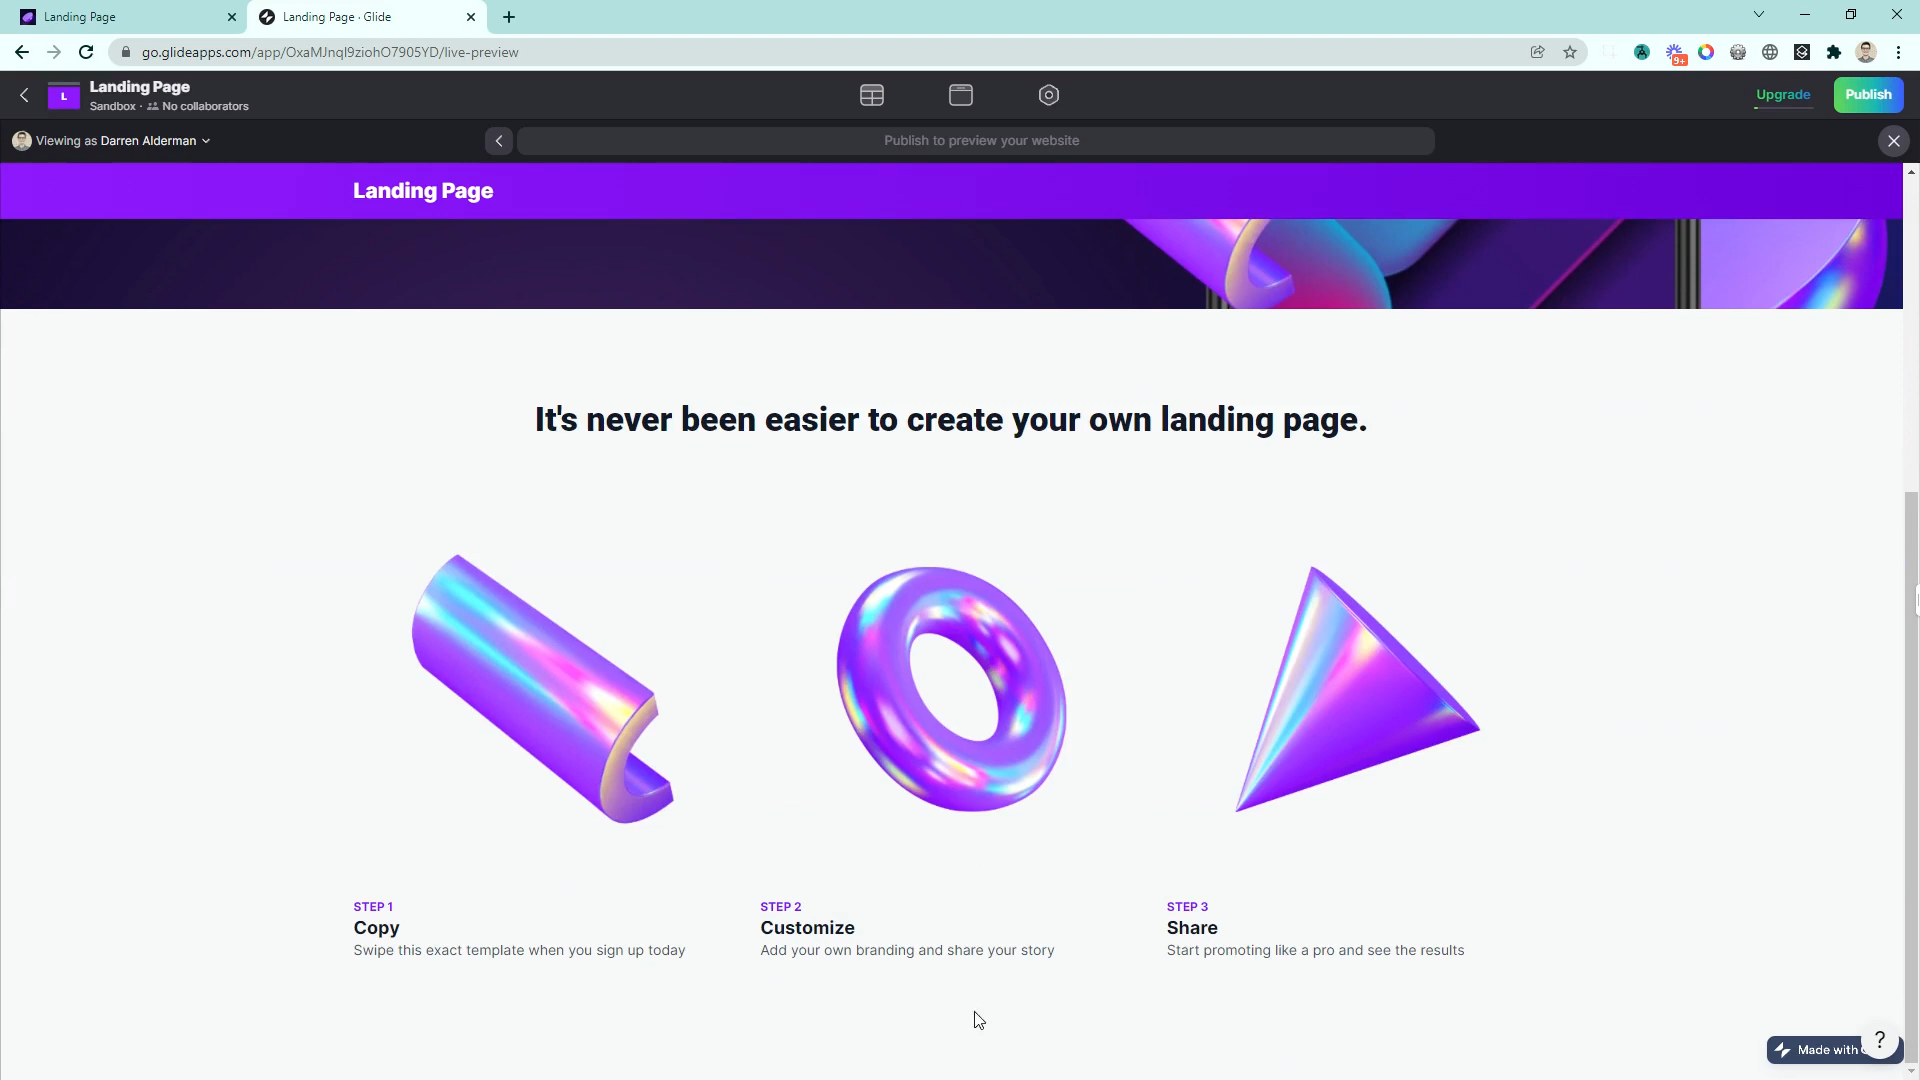 Landing Page
Landing Page · Glide
go.glideapps.com/app/OxaMJnqI9ziohO7905YD/live-preview
9+
L
Landing Page
Sandbox · No collaborators
Upgrade
Publish
Viewing as Darren Alderman
Publish to preview your website
Landing Page
It's never been easier to create your own landing page.
STEP 1
Copy
Swipe this exact template when you sign up today
STEP 2
Customize
Add your own branding and share your story
STEP 3
Share
Start promoting like a pro and see the results
Made with
?